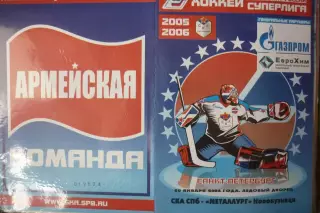 АРМЕЙСКАЯ
КОМАНДА
WWW.SKA.SPB.RU
ХОККЕЙ
СУПЕРЛИГА
2005
2006
ГАЗПРОМ
ЕвроХим
САНКТ-ПЕТЕРБУРГ
СКА СПБ - «МЕТАЛЛУРГ» Новокузнецк